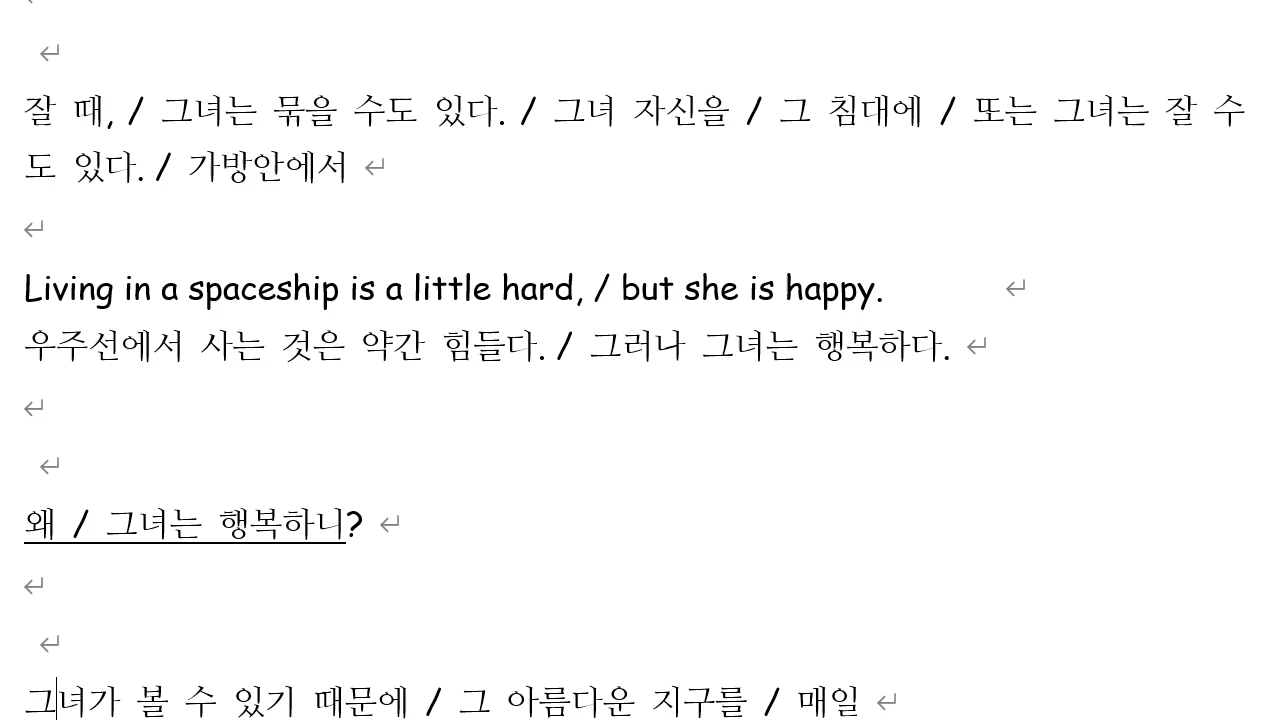 잘 때, / 그녀는 묶을 수도 있다. / 그녀 자신을 / 그 침대에 / 또는 그녀는 잘 수
도 있다. / 가방안에서
Living in a spaceship is a little hard, / but she is happy.
우주선에서 사는 것은 약간 힘들다. / 그러나 그녀는 행복하다.
왜 / 그녀는 행복하니?
그녀가 볼 수 있기 때문에 / 그 아름다운 지구를 / 매일